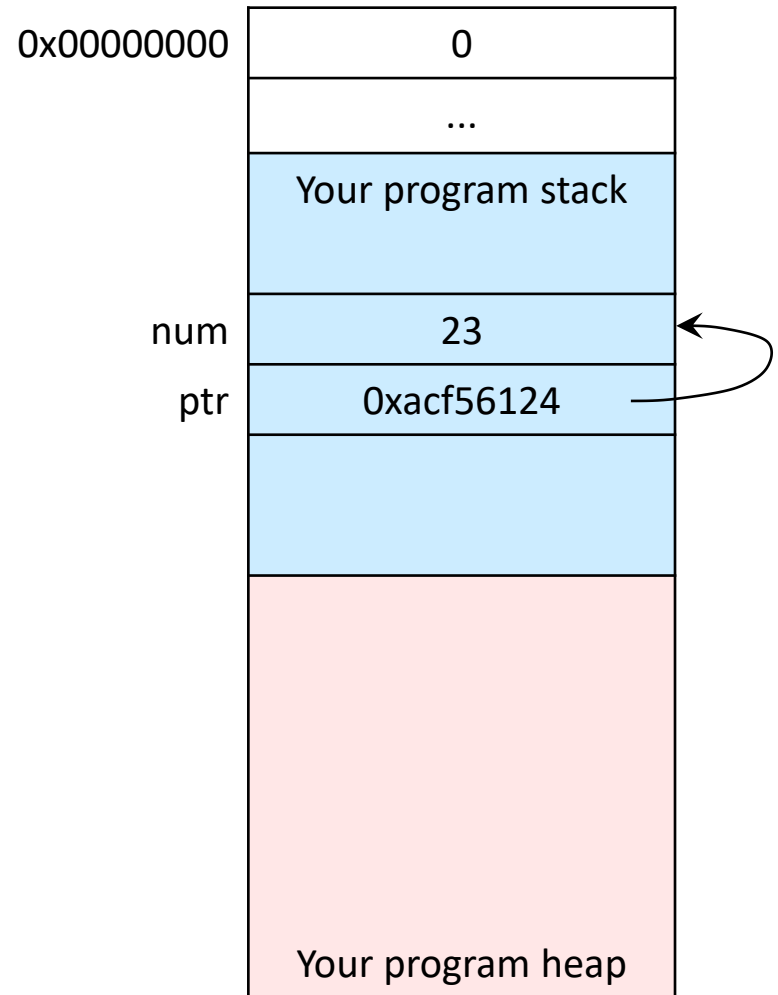 0x00000000 0
...
Your program stack
num 23
ptr 0xacf56124
Your program heap